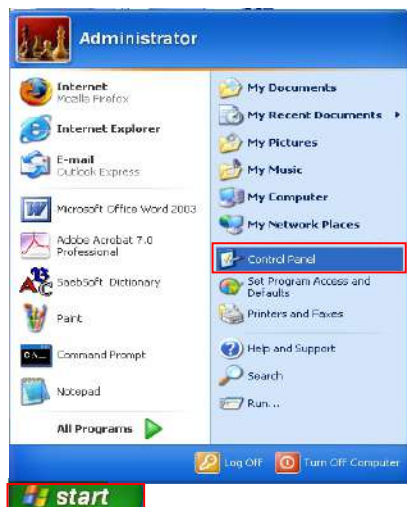 Administrator
Internet
Mozilla Firefox
Internet Explorer
E-mail
Outlook Express
Microsoft Office Word 2003
Adobe Acrobat 7.0
Professional
SaebSoft Dictionary
Paint
Command Prompt
Notepad
All Programs
My Documents
My Recent Documents
My Pictures
My Music
My Computer
My Network Places
Control Panel
Set Program Access and
Defaults
Printers and Faxes
Help and Support
Search
Run...
Log Off
Turn Off Computer
start